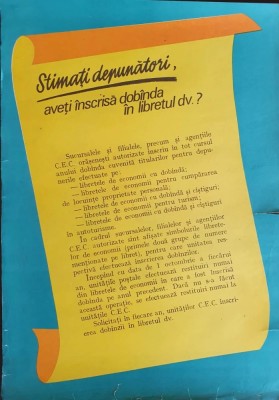 Stimați depunători,
aveți înscrisă dobînda
în libretul dv.?
Sucursalele și filialele, precum și agențiile
C.E.C. orășenești autorizate înscriu în tot cursul
anului dobînda cuvenită titularilor pentru depu-
nerile efectuate pe:
— libretele de economii cu dobîndă;
— libretele de economii pentru cumpărarea
de locuințe proprietate personală;
— libretele de economii cu dobîndă și cîștiguri;
— libretele de economii pentru turism;
— libretele de economii cu dobîndă și cîștiguri
în autoturisme.
În cadrul sucursalelor, filialelor și agențiilor
C.E.C. autorizate sînt afișate simbolurile librete-
lor de economii (primele două grupe de numere
menționate pe libret), pentru care unitatea res-
pectivă efectuează înscrierea dobînzilor.
Începînd cu data de 1 octombrie a fiecărui
an, unitățile poștale efectuează restituiri numai
din libretele de economii în care a fost înscrisă
dobînda pe anul precedent. Dacă nu s-a făcut
această operație, se efectuează restituiri numai la
unitățile C.E.C.
Solicitați în fiecare an, unităților C.E.C. înscri-
erea dobînzii în libretul dv.